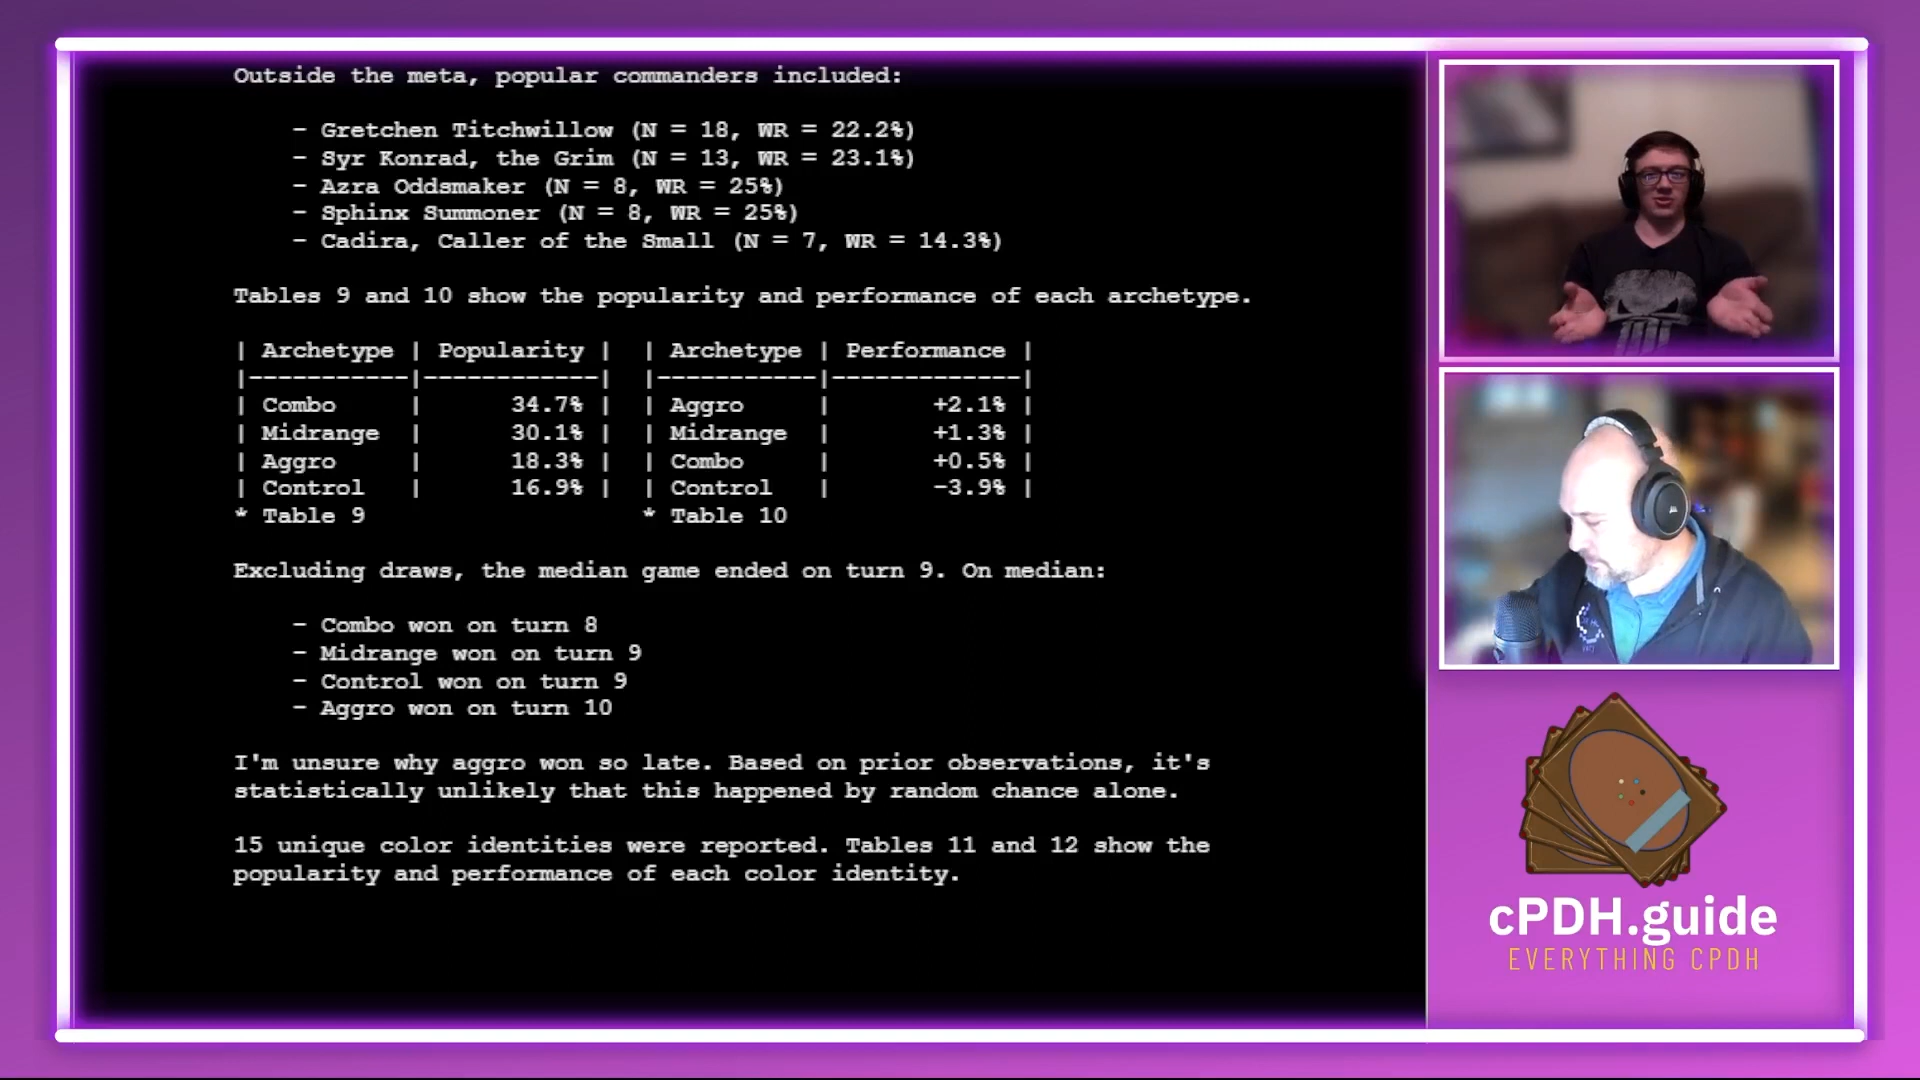 Outside the meta, popular commanders included:
- Gretchen Titchwillow (N = 18, WR = 22.2%)
- Syr Konrad, the Grim (N = 13, WR = 23.1%)
- Azra Oddsmaker (N = 8, WR = 25%)
- Sphinx Summoner (N = 8, WR = 25%)
- Cadira, Caller of the Small (N = 7, WR = 14.3%)
Tables 9 and 10 show the popularity and performance of each archetype.
| Archetype | Popularity | | Archetype | Performance |
|-----------|------------| |-----------|-------------|
| Combo | 34.7% | | Aggro | +2.1% |
| Midrange | 30.1% | | Midrange | +1.3% |
| Aggro | 18.3% | | Combo | +0.5% |
| Control | 16.9% | | Control | -3.9% |
* Table 9 * Table 10
Excluding draws, the median game ended on turn 9. On median:
- Combo won on turn 8
- Midrange won on turn 9
- Control won on turn 9
- Aggro won on turn 10
I'm unsure why aggro won so late. Based on prior observations, it's
statistically unlikely that this happened by random chance alone.
15 unique color identities were reported. Tables 11 and 12 show the
popularity and performance of each color identity.
cPDH.guide
EVERYTHING CPDH